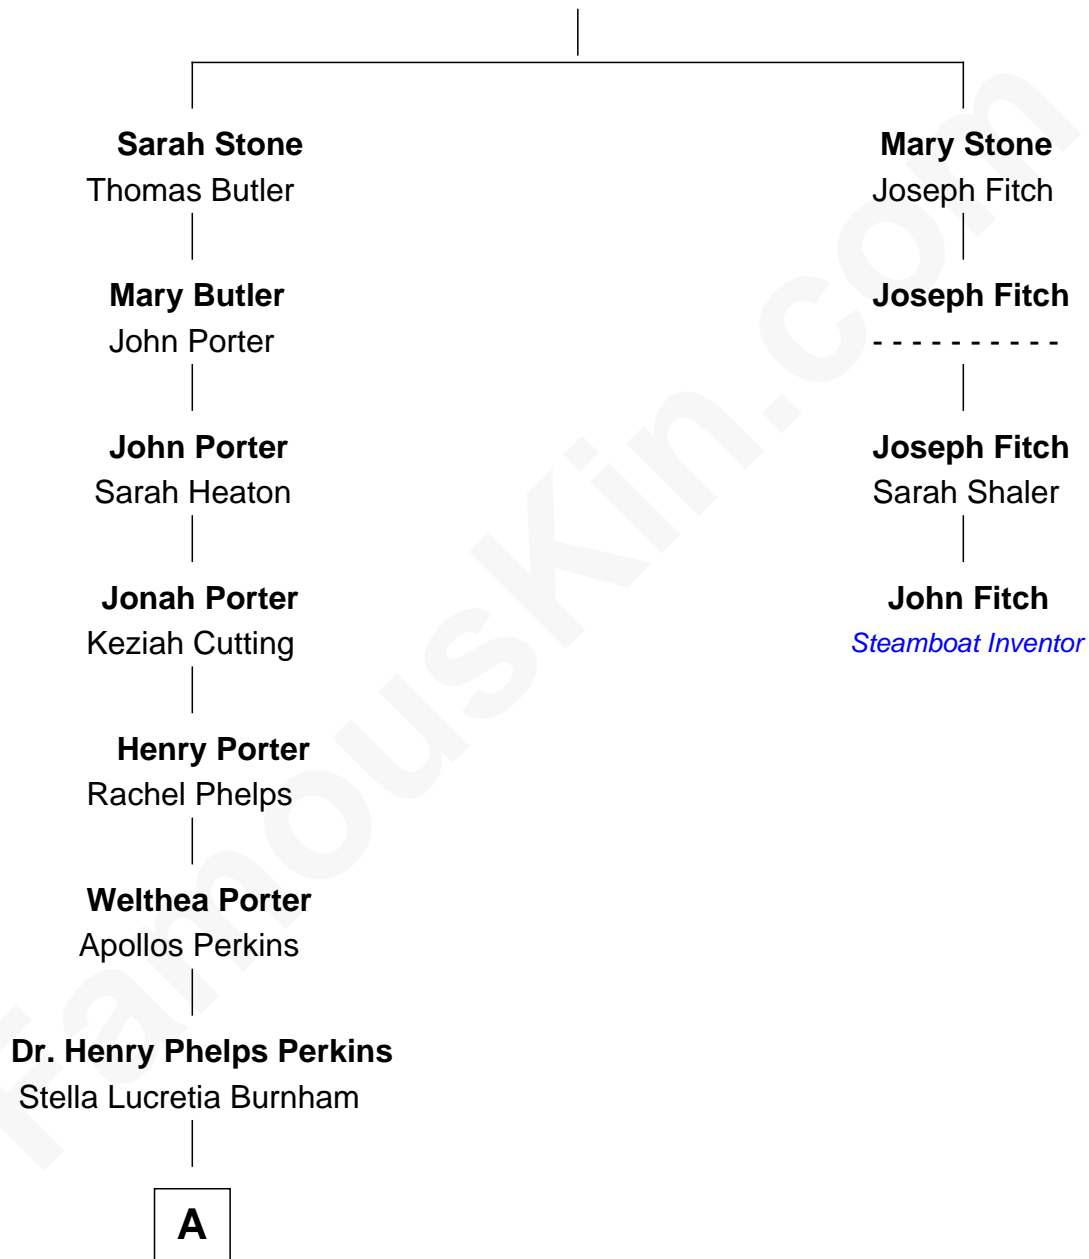 Sarah Stone
Thomas Butler
Mary Stone
Joseph Fitch
Mary Butler
John Porter
Joseph Fitch
- - - - - - - - - -
John Porter
Sarah Heaton
Joseph Fitch
Sarah Shaler
Jonah Porter
Keziah Cutting
John Fitch
Steamboat Inventor
Henry Porter
Rachel Phelps
Welthea Porter
Apollos Perkins
Dr. Henry Phelps Perkins
Stella Lucretia Burnham
A
FamousKin.com